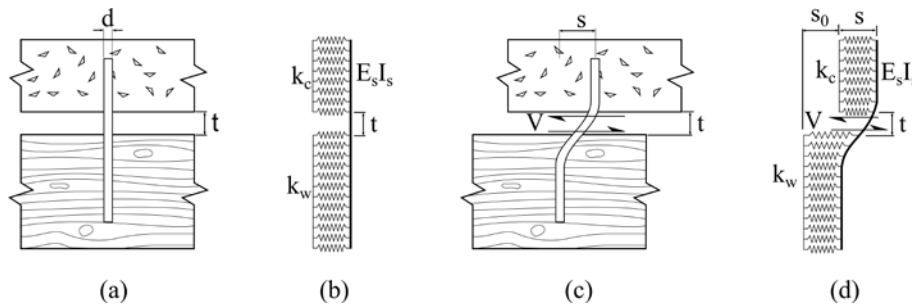 d
t
(a)
k_c
E_sI_s
t
k_w
(b)
s
V
t
(c)
s_0
s
k_c
E_sI_s
V
t
k_w
(d)